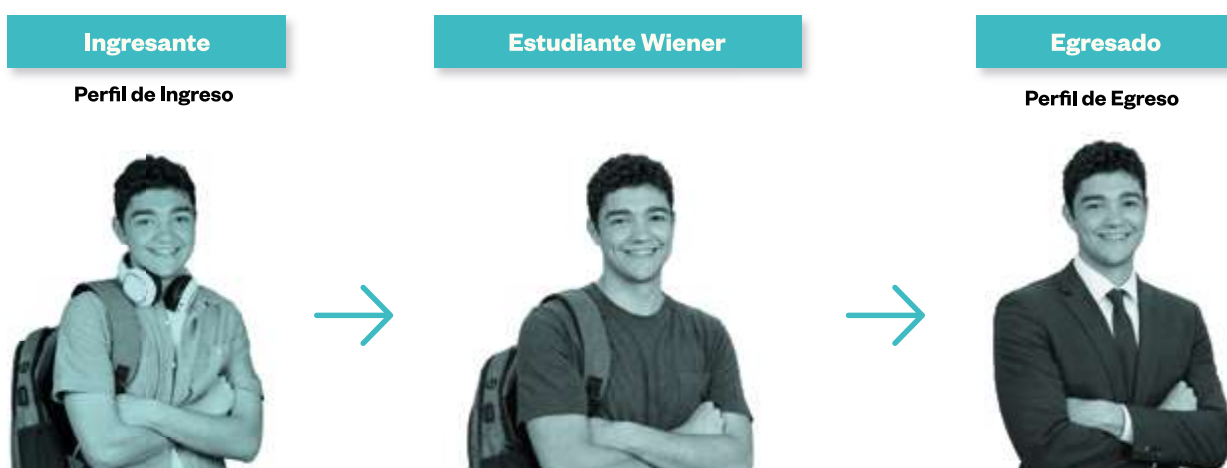 Ingresante
Estudiante Wiener
Egresado
Perfil de Ingreso
Perfil de Egreso